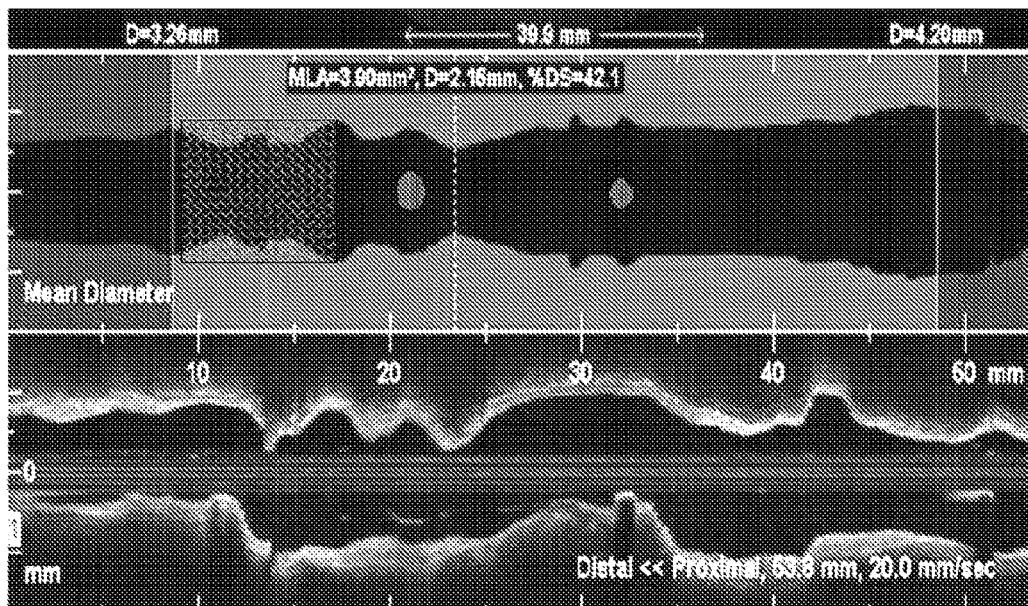 D=3.26mm 39.9 mm D=4.20mm
MLA=3.90mm², D=2.16mm, %DS=42.1
Mean Diameter
10 20 30 40 50 mm
0
mm
Distal << Proximal, 53.8 mm, 20.0 mm/sec